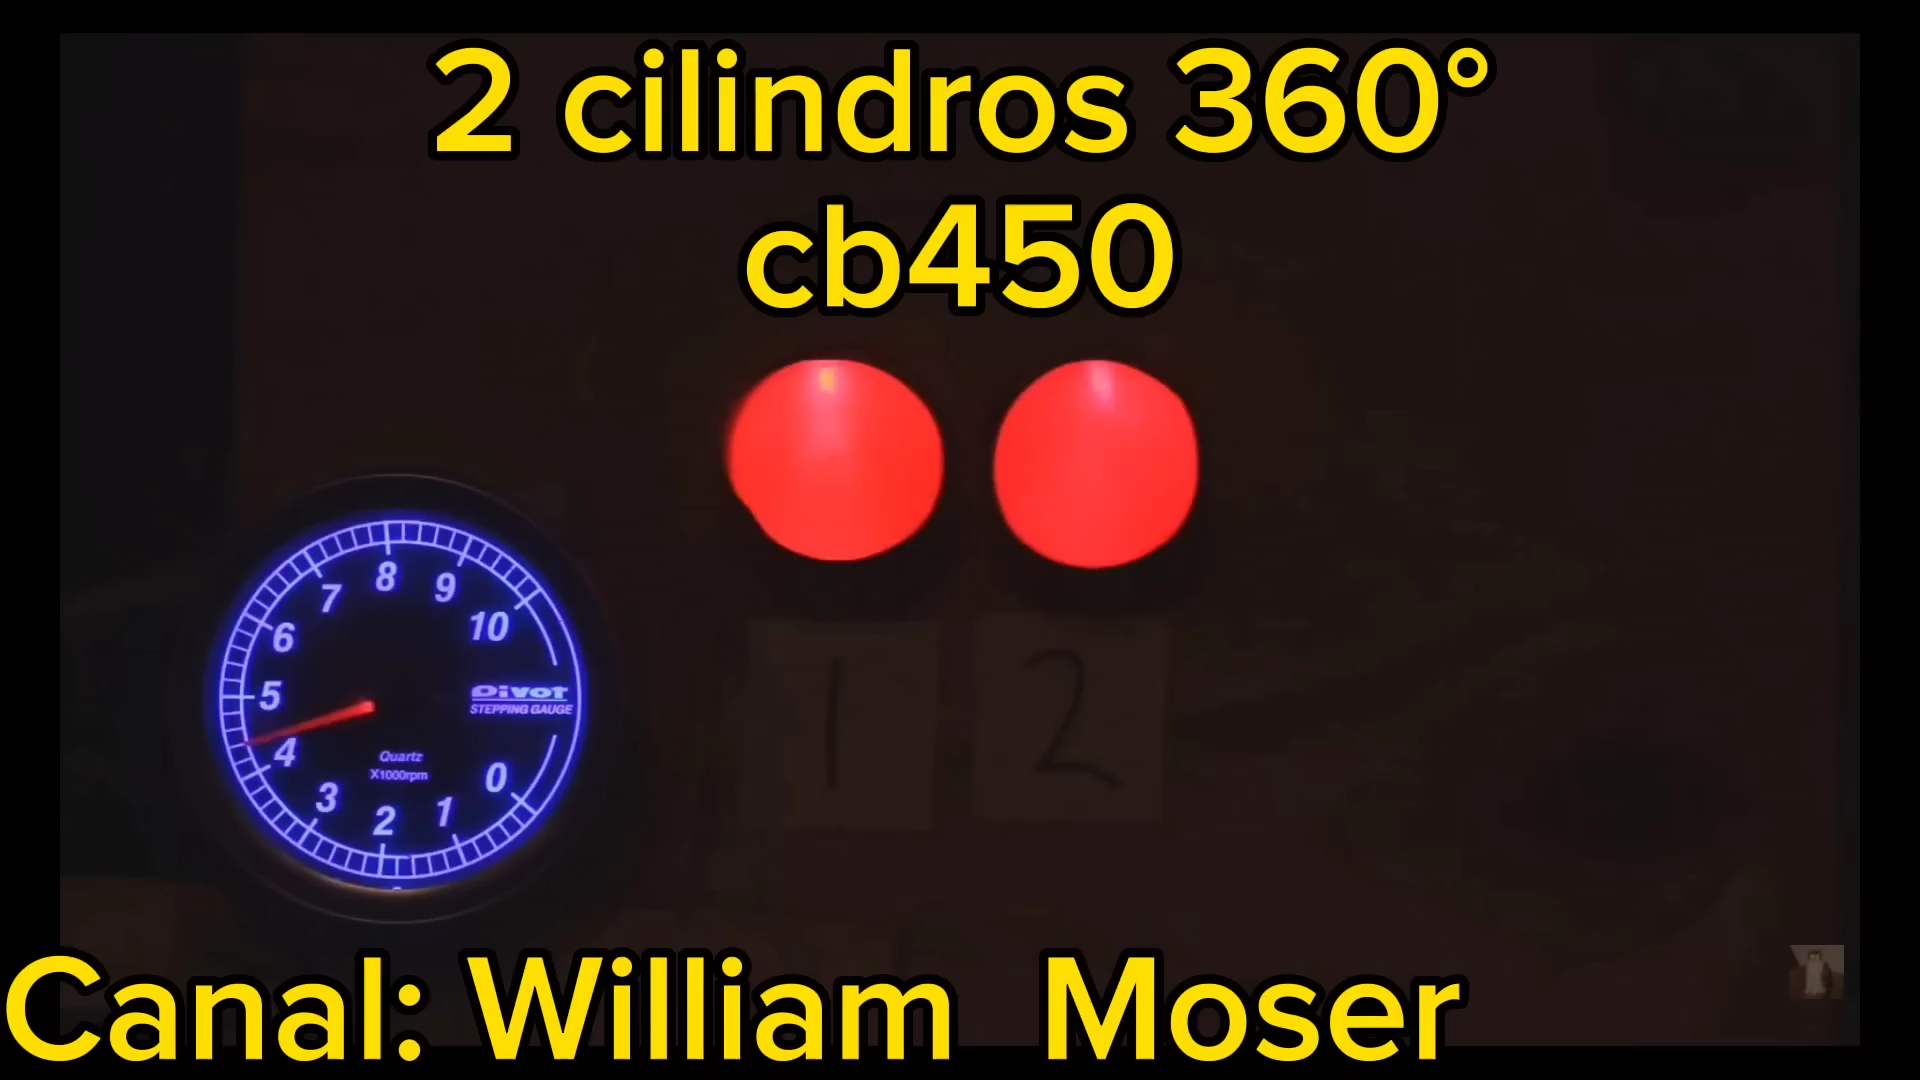 2 cilindros 360°
cb450
8
7 9
6 10
5 Pivot
STEPPING GAUGE
4 Quartz
X1000rpm 0
3 1
2
1 2
Canal: William Moser